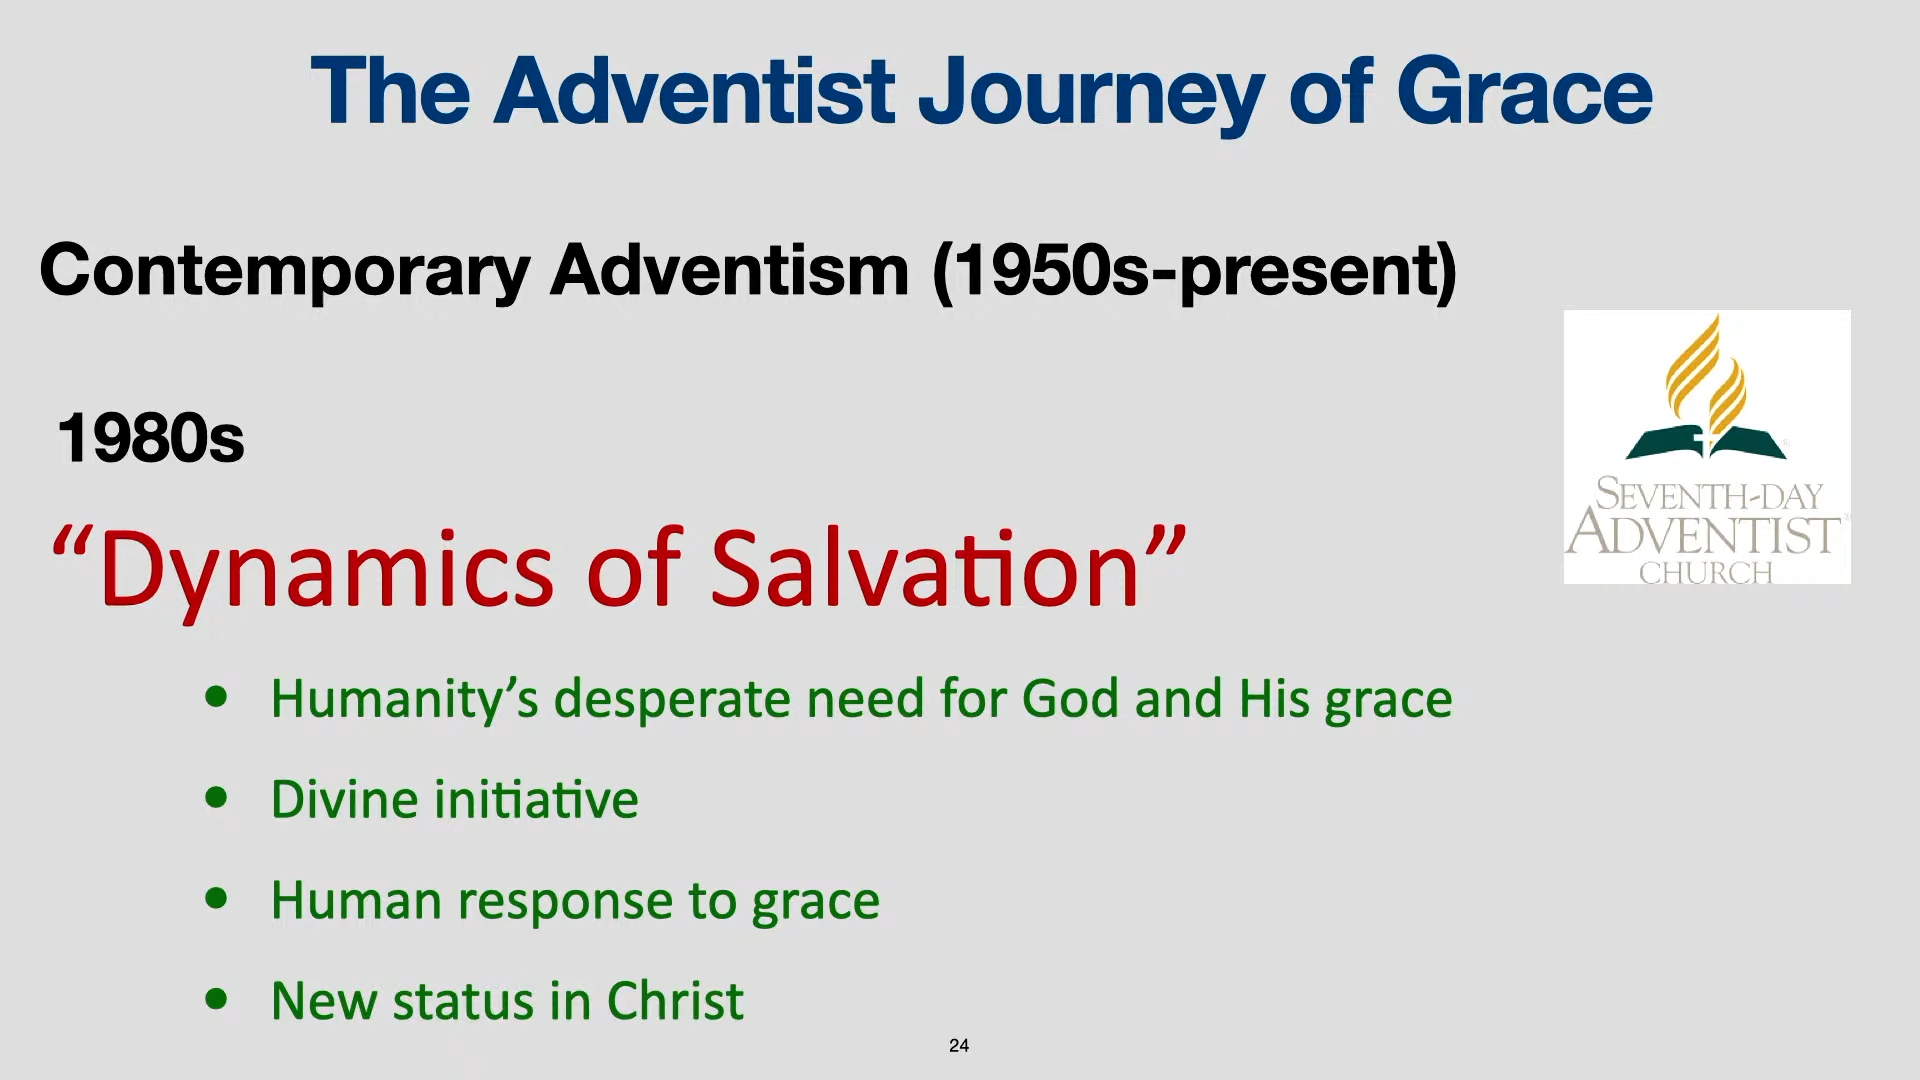 The Adventist Journey of Grace
Contemporary Adventism (1950s-present)
1980s
“Dynamics of Salvation”
• Humanity’s desperate need for God and His grace
• Divine initiative
• Human response to grace
• New status in Christ
SEVENTH-DAY
ADVENTIST
CHURCH
24